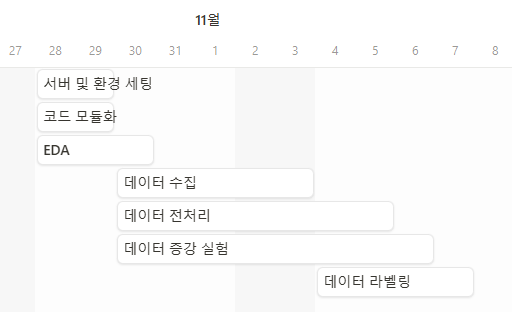 11월
27 28 29 30 31 1 2 3 4 5 6 7 8
서버 및 환경 세팅
코드 모듈화
EDA
데이터 수집
데이터 전처리
데이터 증강 실험
데이터 라벨링